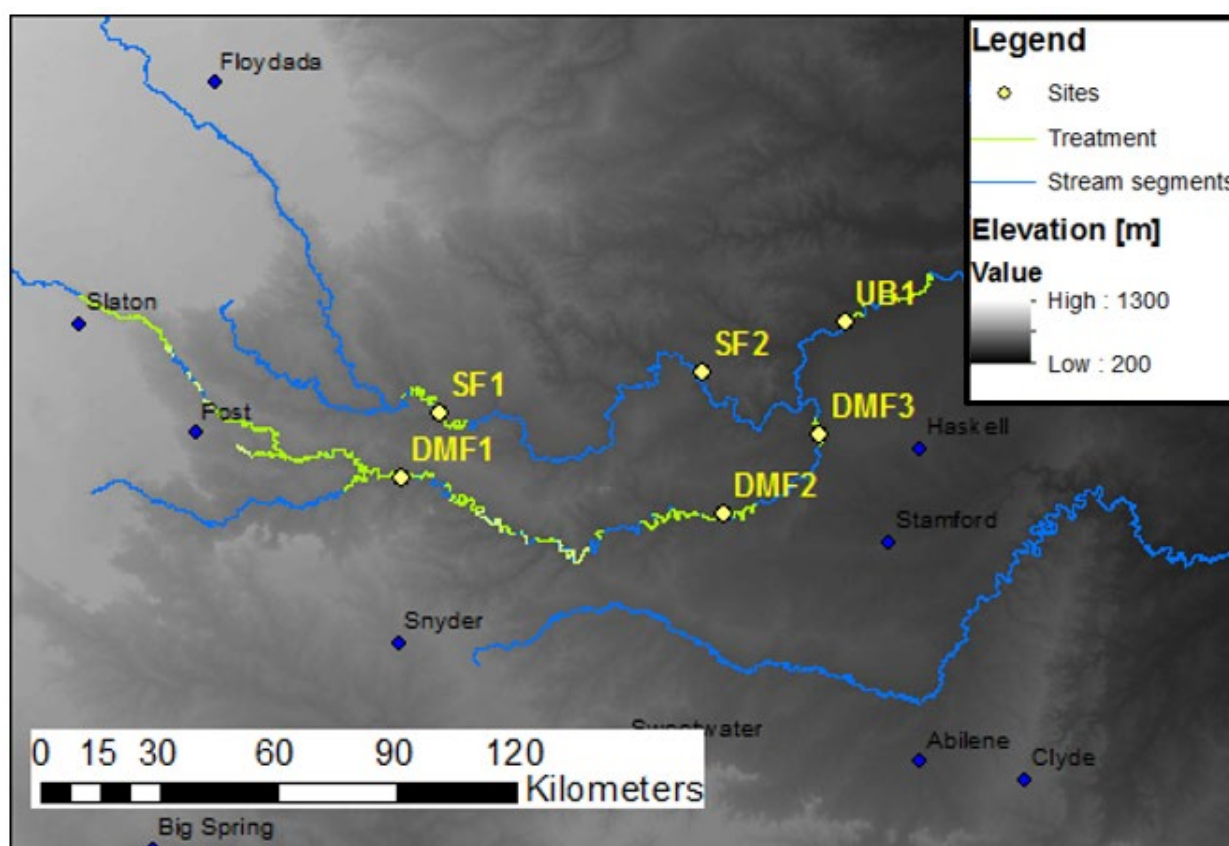 Floydada
Legend
Sites
Treatment
Stream segments
Elevation [m]
Value
High : 1300
Low : 200
Slaton
UB1
SF2
SF1
Post
DMF3
Haskell
DMF1
DMF2
Stamford
Snyder
Sweetwater
0 15 30 60 90 120
Kilometers
Abilene
Clyde
Big Spring